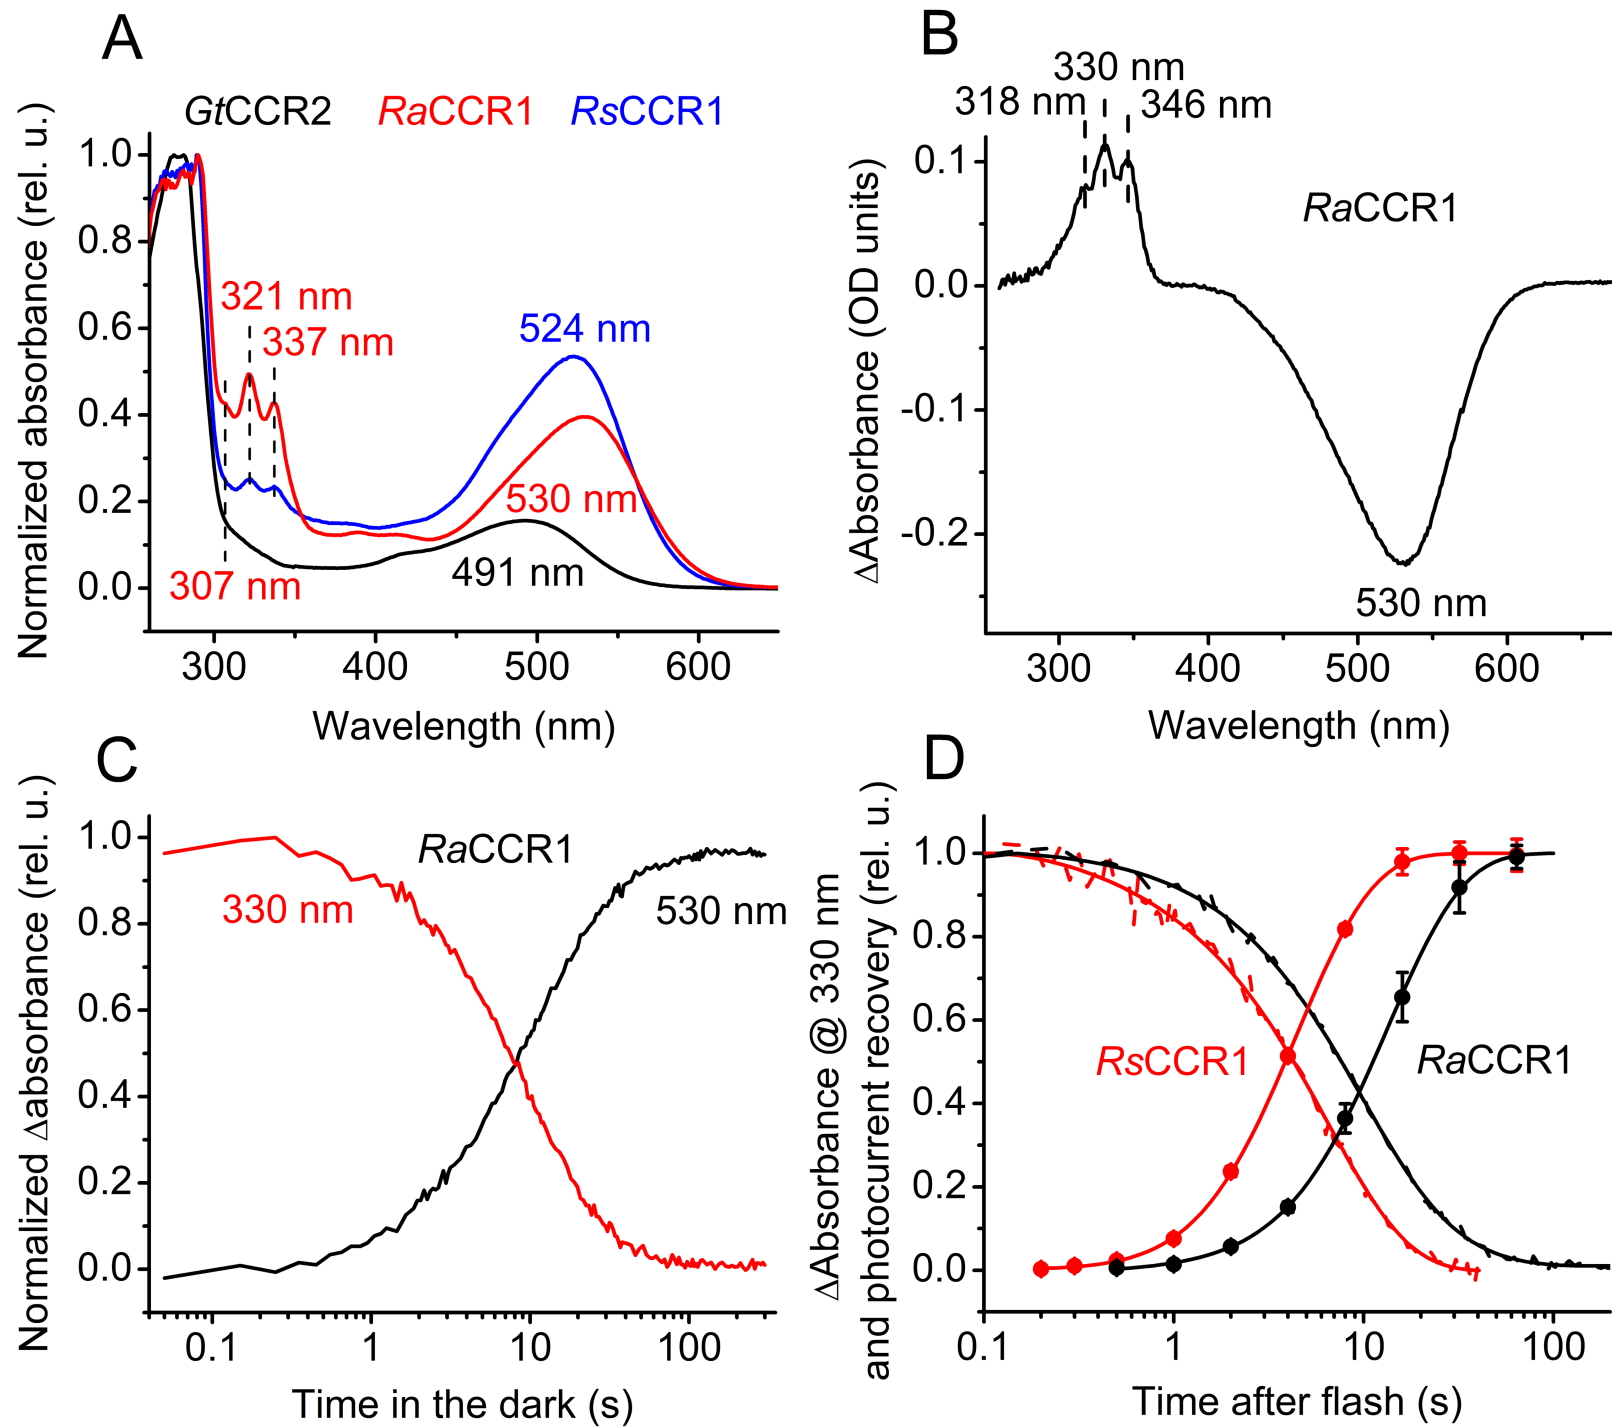 A
GtCCR2 RaCCR1 RsCCR1
Normalized absorbance (rel. u.)
1.0
0.8
0.6
0.4
0.2
0.0
321 nm
337 nm
307 nm
524 nm
530 nm
491 nm
300 400 500 600
Wavelength (nm)
B
330 nm
318 nm 346 nm
RaCCR1
ΔAbsorbance (OD units)
0.1
0.0
-0.1
-0.2
530 nm
300 400 500 600
Wavelength (nm)
C
Normalized Δabsorbance (rel. u.)
1.0
0.8
0.6
0.4
0.2
0.0
RaCCR1
330 nm
530 nm
0.1 1 10 100
Time in the dark (s)
D
ΔAbsorbance @ 330 nm
and photocurrent recovery (rel. u.)
1.0
0.8
0.6
0.4
0.2
0.0
RsCCR1
RaCCR1
0.1 1 10 100
Time after flash (s)